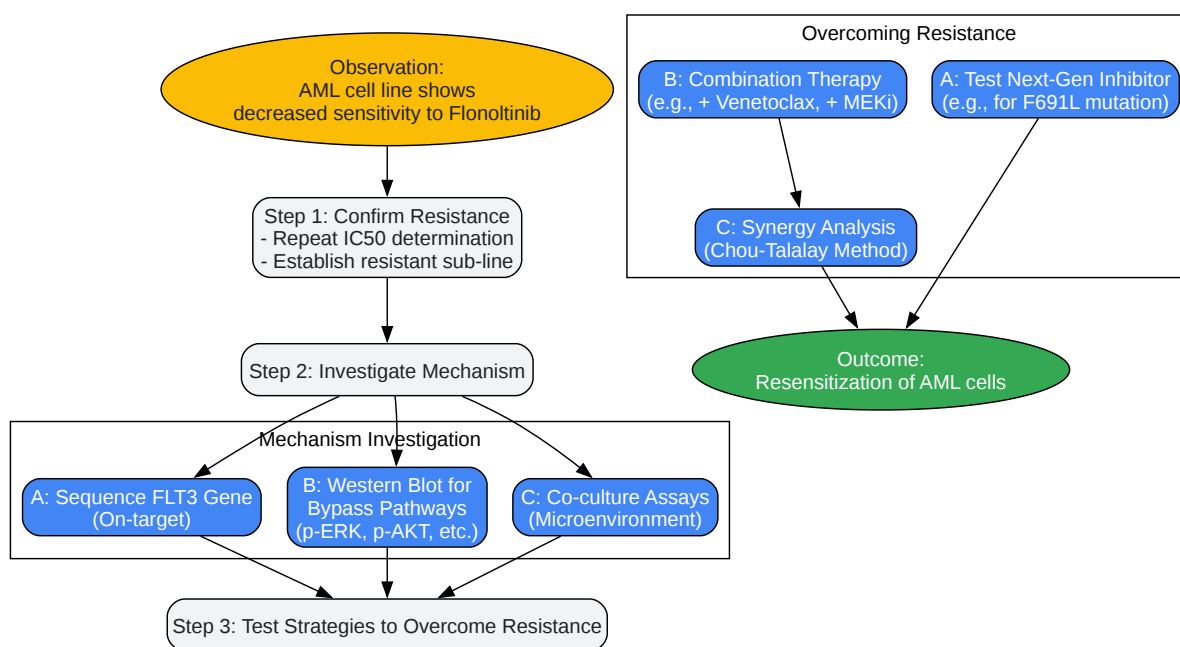 Observation:
AML cell line shows
decreased sensitivity to Flonoltinib
Step 1: Confirm Resistance
- Repeat IC50 determination
- Establish resistant sub-line
Step 2: Investigate Mechanism
Mechanism Investigation
A: Sequence FLT3 Gene
(On-target)
B: Western Blot for
Bypass Pathways
(p-ERK, p-AKT, etc.)
C: Co-culture Assays
(Microenvironment)
Step 3: Test Strategies to Overcome Resistance
Overcoming Resistance
B: Combination Therapy
(e.g., + Venetoclax, + MEKi)
A: Test Next-Gen Inhibitor
(e.g., for F691L mutation)
C: Synergy Analysis
(Chou-Talalay Method)
Outcome:
Resensitization of AML cells